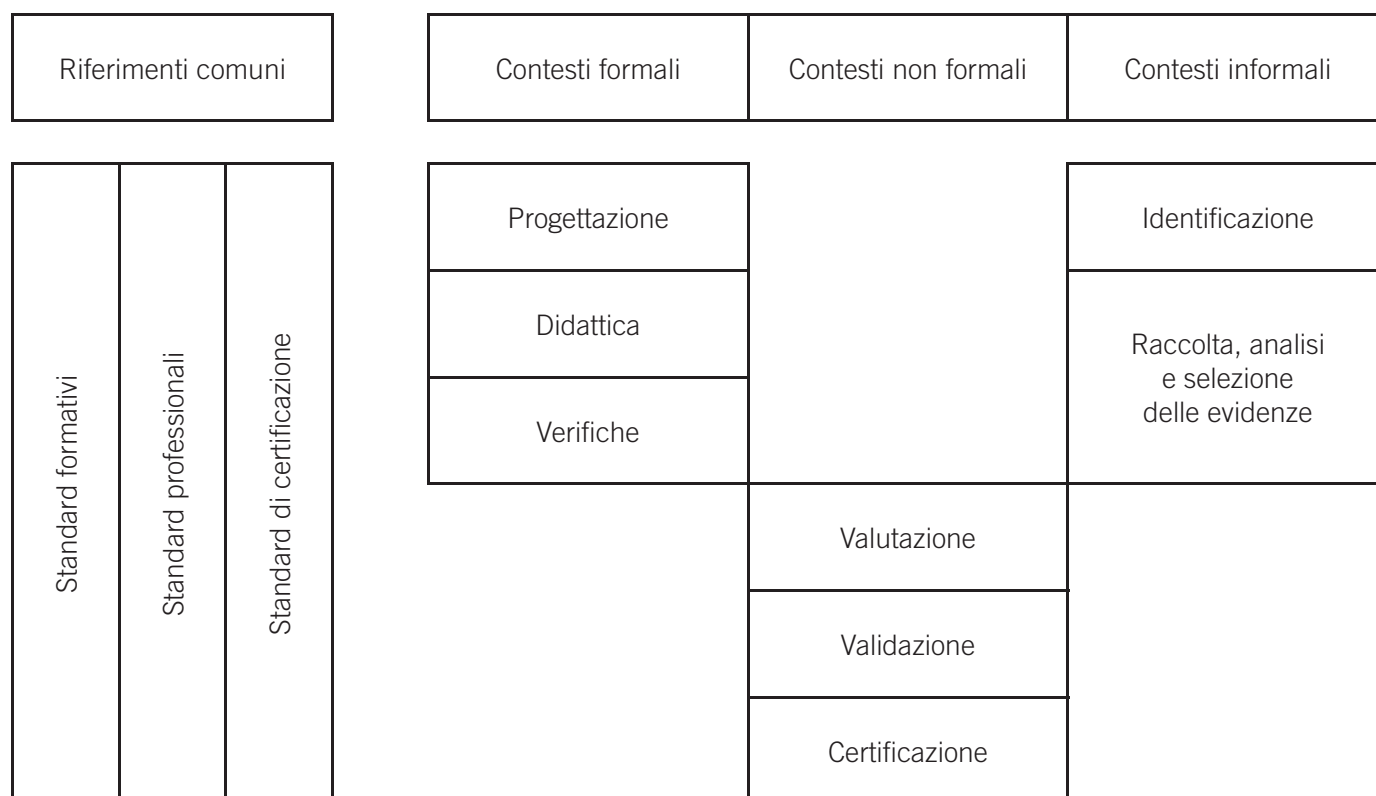 Riferimenti comuni
Contesti formali
Contesti non formali
Contesti informali
Standard formativi
Standard professionali
Standard di certificazione
Progettazione
Didattica
Verifiche
Identificazione
Raccolta, analisi
e selezione
delle evidenze
Valutazione
Validazione
Certificazione